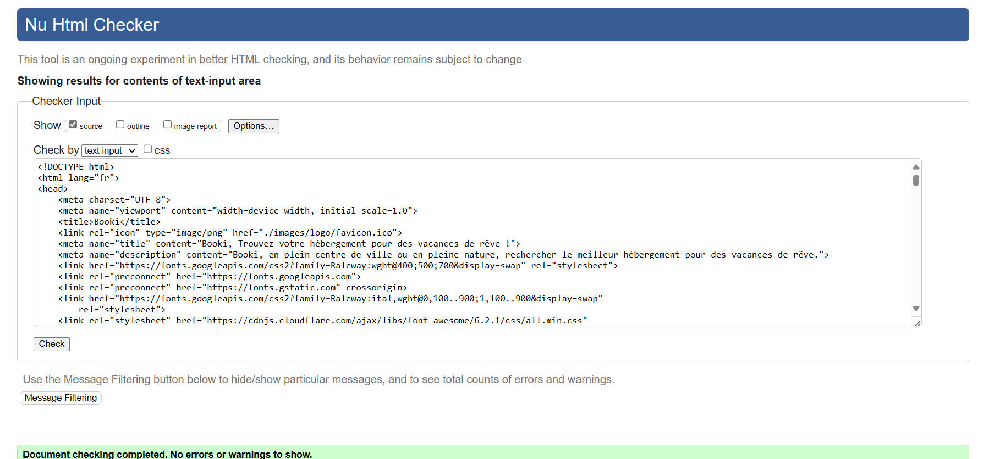 Nu Html Checker
This tool is an ongoing experiment in better HTML checking, and its behavior remains subject to change
Showing results for contents of text-input area
Checker Input
Show source outline image report Options...
Check by text input CSS
<!DOCTYPE html>
<html lang="fr">
<head>
    <meta charset="UTF-8">
    <meta name="viewport" content="width=device-width, initial-scale=1.0">
    <title>Booki</title>
    <link rel="icon" type="image/png" href="./images/logo/favicon.ico">
    <meta name="title" content="Booki, Trouvez votre hébergement pour des vacances de rêve !">
    <meta name="description" content="Booki, en plein centre de ville ou en pleine nature, rechercher le meilleur hébergement pour des vacances de rêve.">
    <link href="https://fonts.googleapis.com/css2?family=Raleway:wght@400;500;700&display=swap" rel="stylesheet">
    <link rel="preconnect" href="https://fonts.googleapis.com">
    <link rel="preconnect" href="https://fonts.gstatic.com" crossorigin>
    <link href="https://fonts.googleapis.com/css2?family=Raleway:ital,wght@0,100..900;1,100..900&display=swap"
        rel="stylesheet">
    <link rel="stylesheet" href="https://cdnjs.cloudflare.com/ajax/libs/font-awesome/6.2.1/css/all.min.css"
Check
Use the Message Filtering button below to hide/show particular messages, and to see total counts of errors and warnings.
Message Filtering
Document checking completed. No errors or warnings to show.